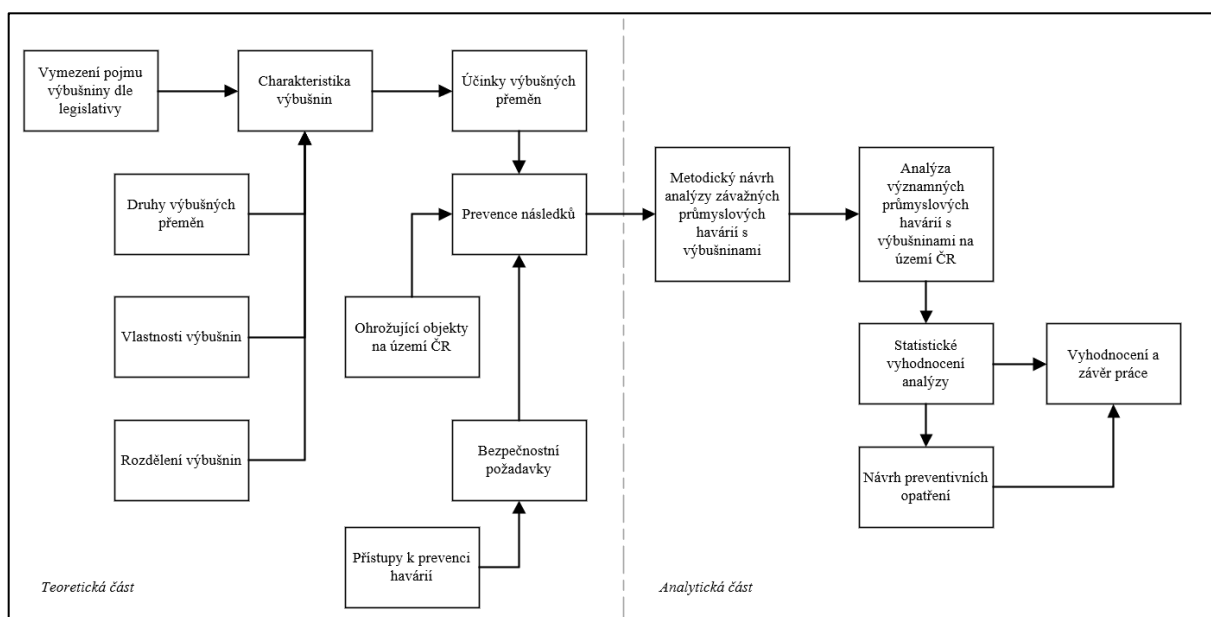 Vymezení pojmu
výbušniny dle
legislativy
Charakteristika
výbušnin
Účinky výbušných
přeměn
Druhy výbušných
přeměn
Prevence následků
Vlastnosti výbušnin
Ohrožující objekty
na území ČR
Rozdělení výbušnin
Bezpečnostní
požadavky
Přístupy k prevenci
havárií
Teoretická část
Metodický návrh
analýzy závažných
průmyslových
havárií s
výbušninami
Analýza
významných
průmyslových
havárií s
výbušninami na
území ČR
Statistické
vyhodnocení
analýzy
Vyhodnocení a
závěr práce
Návrh preventivních
opatření
Analytická část